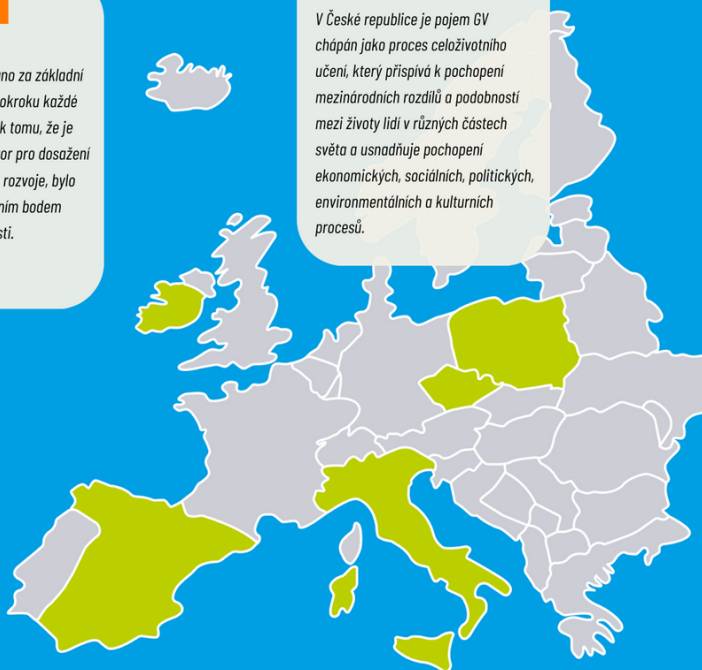 no za základní
okroku každé
k tomu, že je
or pro dosažení
rozvoje, bylo
ním bodem
sti.
V České republice je pojem GV
chápán jako proces celoživotního
učení, který přispívá k pochopení
mezinárodních rozdílů a podobností
mezi životy lidí v různých částech
světa a usnadňuje pochopení
ekonomických, sociálních, politických,
environmentálních a kulturních
procesů.